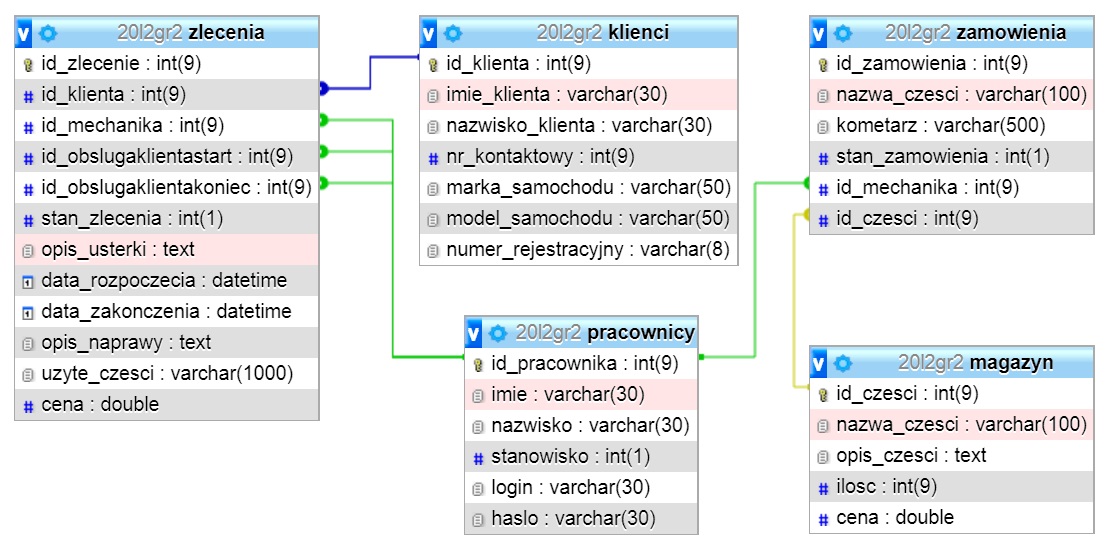 v 20l2gr2 zlecenia
id_zlecenie : int(9)
# id_klienta : int(9)
# id_mechanika : int(9)
# id_obslugaklientastart : int(9)
# id_obslugaklientakoniec : int(9)
# stan_zlecenia : int(1)
opis_usterki : text
data_rozpoczecia : datetime
data_zakonczenia : datetime
opis_naprawy : text
uzyte_czesci : varchar(1000)
# cena : double
v 20l2gr2 klienci
id_klienta : int(9)
imie_klienta : varchar(30)
nazwisko_klienta : varchar(30)
# nr_kontaktowy : int(9)
marka_samochodu : varchar(50)
model_samochodu : varchar(50)
numer_rejestracyjny : varchar(8)
v 20l2gr2 zamowienia
id_zamowienia : int(9)
nazwa_czesci : varchar(100)
kometarz : varchar(500)
# stan_zamowienia : int(1)
# id_mechanika : int(9)
# id_czesci : int(9)
v 20l2gr2 pracownicy
id_pracownika : int(9)
imie : varchar(30)
nazwisko : varchar(30)
# stanowisko : int(1)
login : varchar(30)
haslo : varchar(30)
v 20l2gr2 magazyn
id_czesci : int(9)
nazwa_czesci : varchar(100)
opis_czesci : text
# ilosc : int(9)
# cena : double